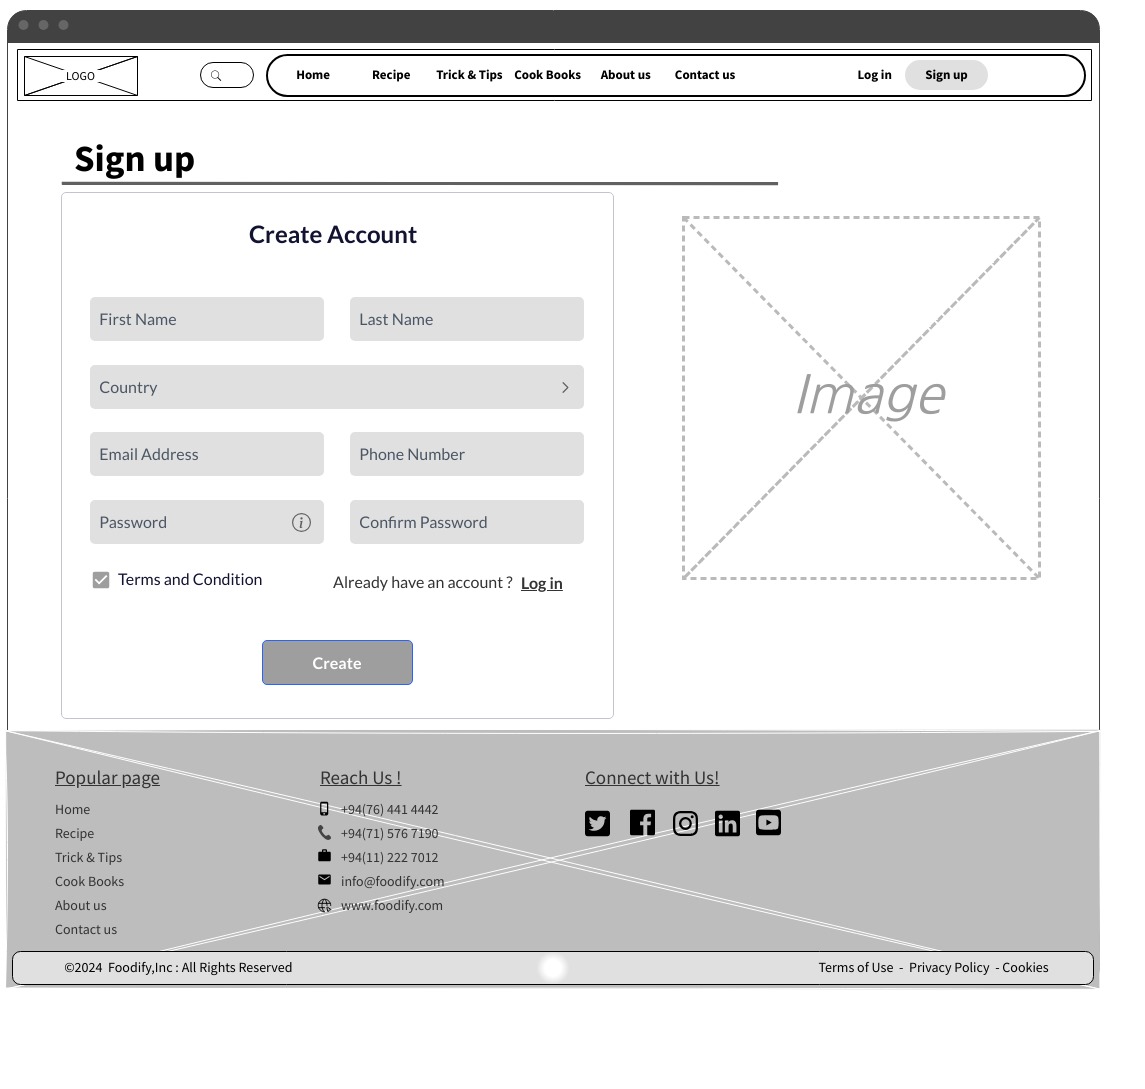 LOGO
Home Recipe Trick & Tips Cook Books About us Contact us Log in Sign up
Sign up
Create Account
First Name Last Name
Country
Email Address Phone Number
Password Confirm Password
Terms and Condition Already have an account ? Log in
Create
Image
Popular page
Home
Recipe
Trick & Tips
Cook Books
About us
Contact us
Reach Us !
+94(76) 441 4442
+94(71) 576 7190
+94(11) 222 7012
info@foodify.com
www.foodify.com
Connect with Us!
©2024 Foodify,Inc : All Rights Reserved
Terms of Use - Privacy Policy - Cookies